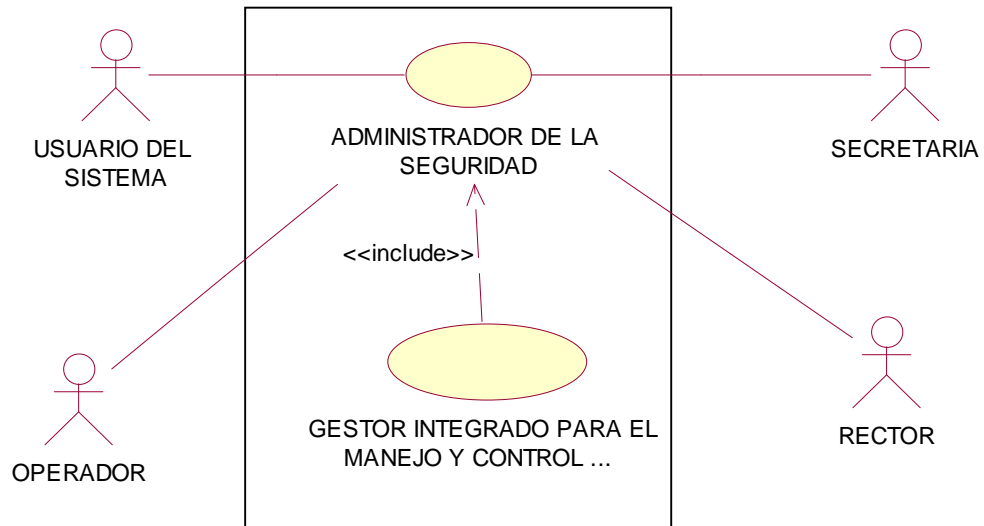 USUARIO DEL
SISTEMA
ADMINISTRADOR DE LA
SEGURIDAD
SECRETARIA
<<include>>
OPERADOR
GESTOR INTEGRADO PARA EL
MANEJO Y CONTROL ...
RECTOR